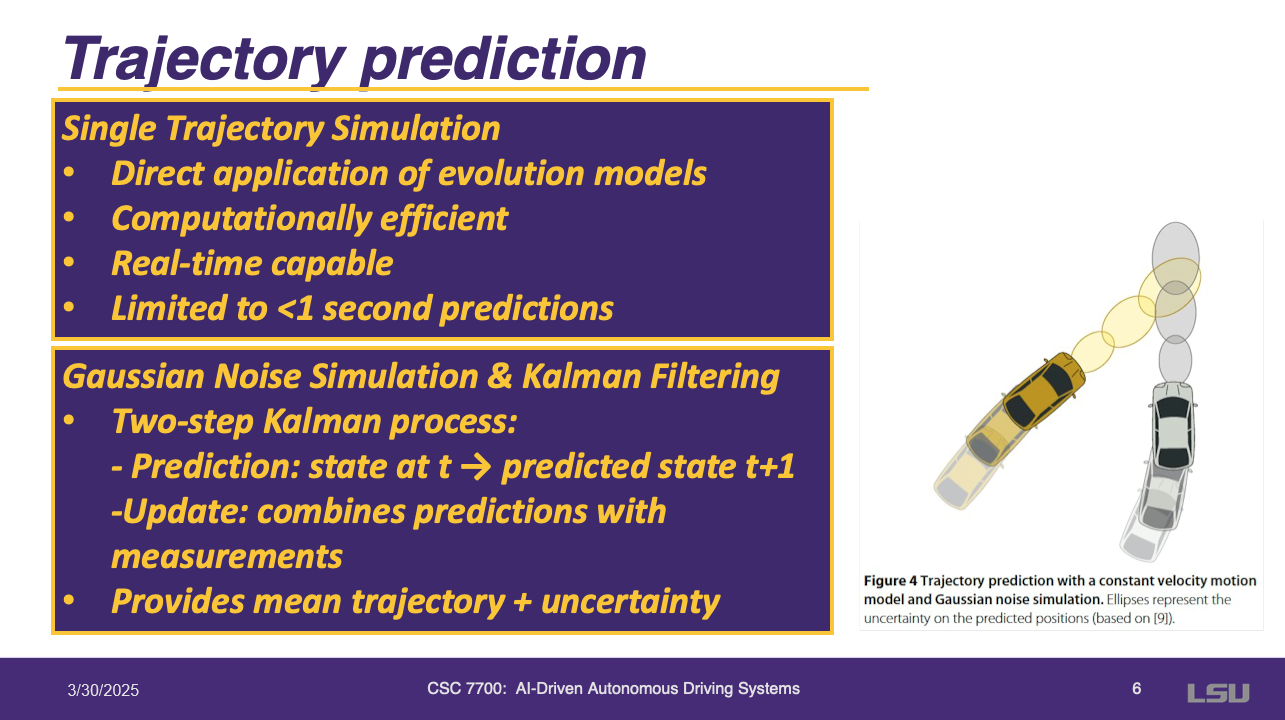 Trajectory prediction
Single Trajectory Simulation
• Direct application of evolution models
• Computationally efficient
• Real-time capable
• Limited to <1 second predictions
Gaussian Noise Simulation & Kalman Filtering
• Two-step Kalman process:
- Prediction: state at t → predicted state t+1
-Update: combines predictions with
measurements
• Provides mean trajectory + uncertainty
Figure 4 Trajectory prediction with a constant velocity motion
model and Gaussian noise simulation. Ellipses represent the
uncertainty on the predicted positions (based on [9]).
3/30/2025
CSC 7700: AI-Driven Autonomous Driving Systems
6
LSU